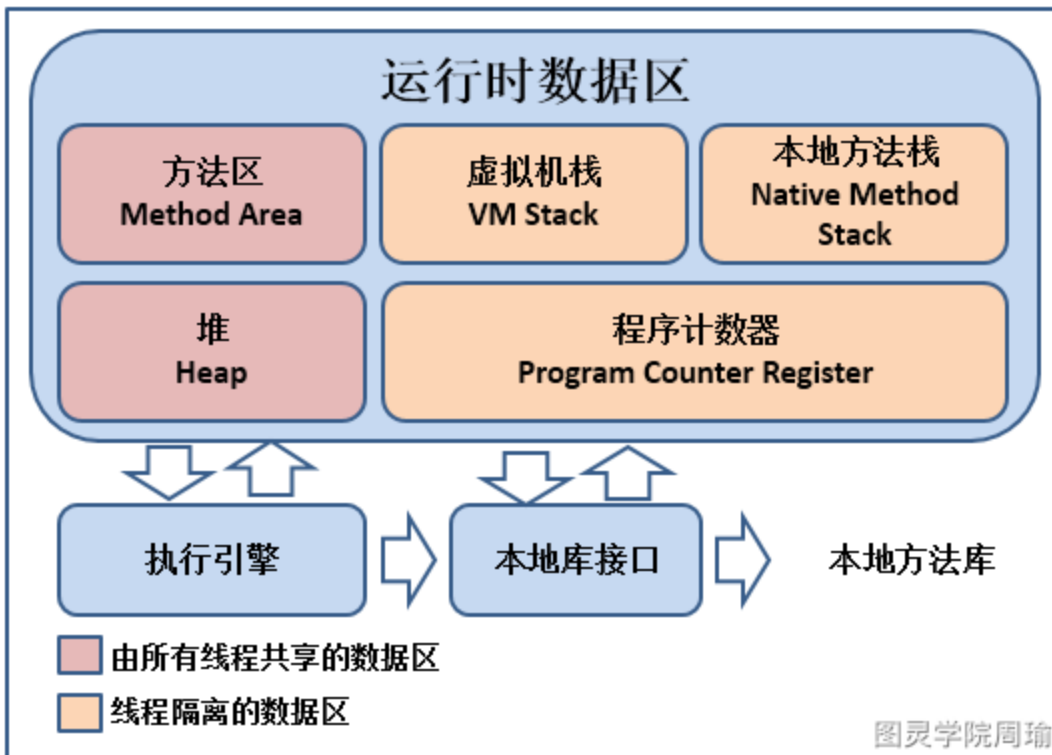 运行时数据区
方法区
Method Area
虚拟机栈
VM Stack
本地方法栈
Native Method
Stack
堆
Heap
程序计数器
Program Counter Register
执行引擎
本地库接口
本地方法库
由所有线程共享的数据区
线程隔离的数据区
图灵学院周瑜